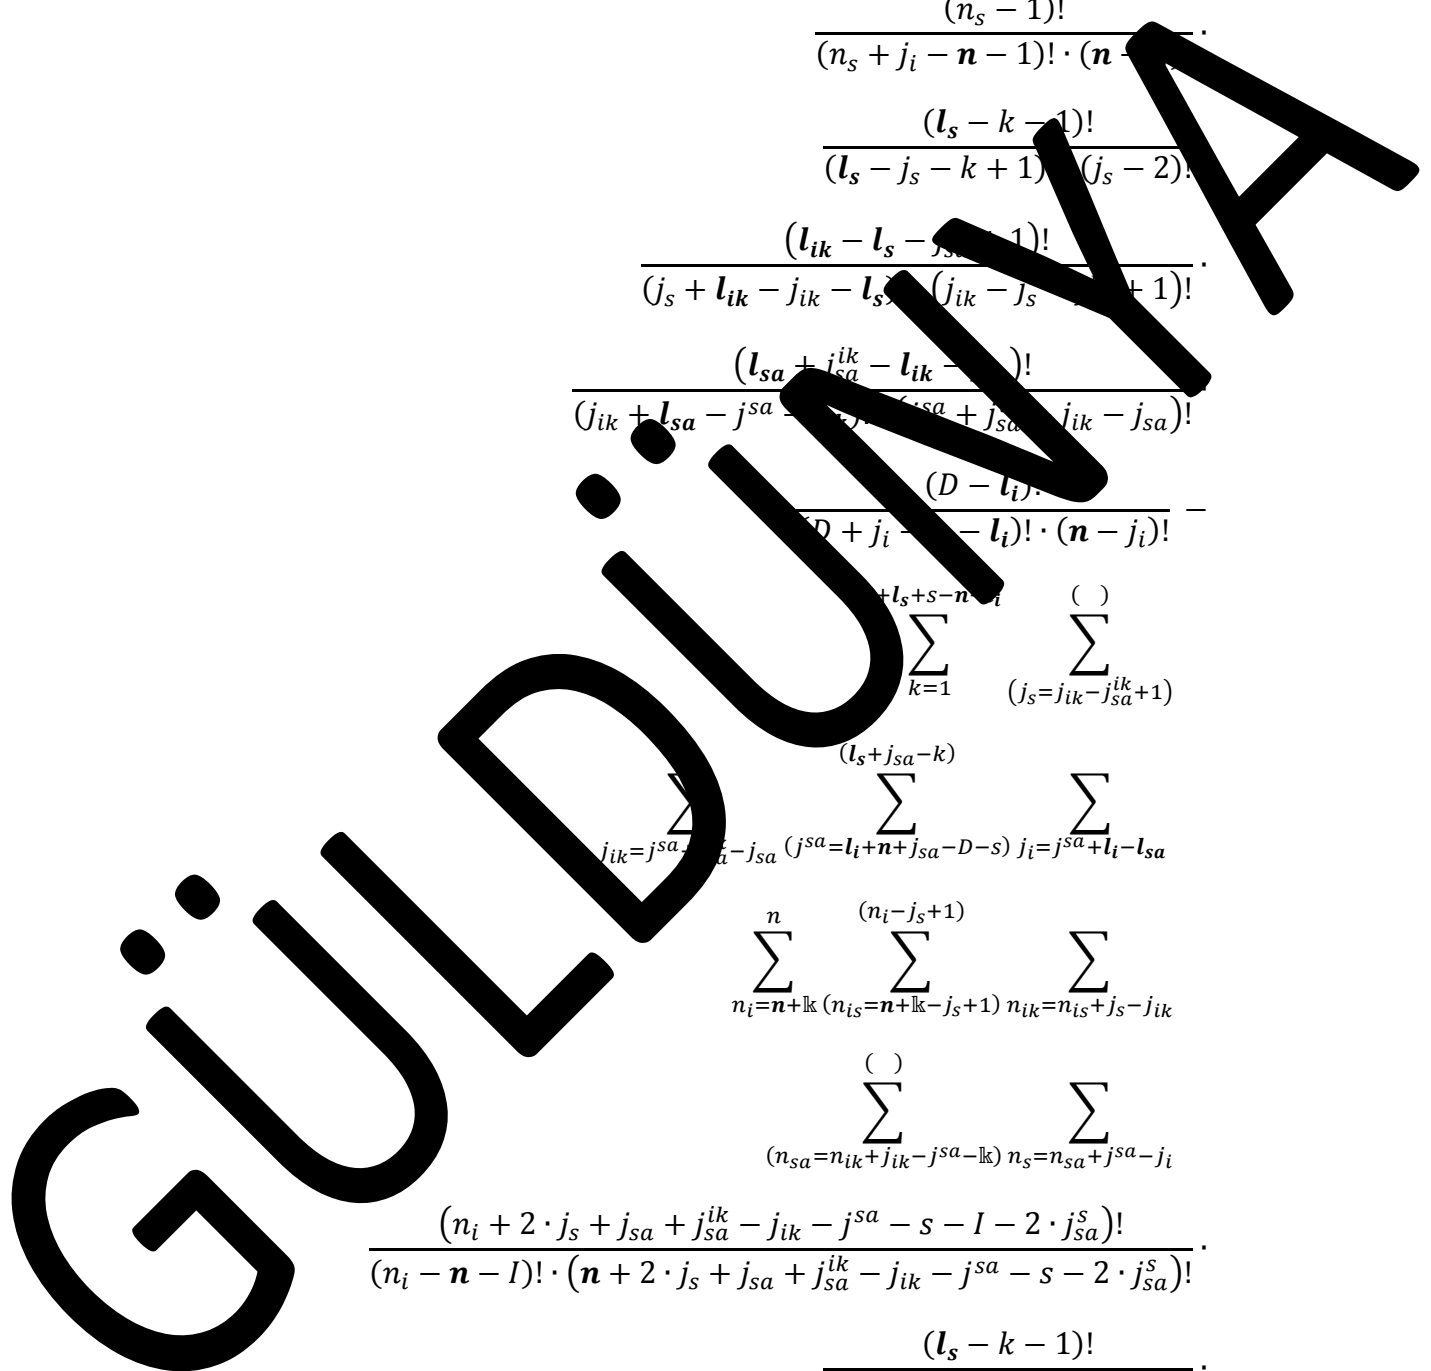 (n_s − 1)!
(n_s + j_i − n − 1)! · (n − ·
(l_s − k − 1)!
(l_s − j_s − k + 1) (j_s − 2)!
(l_ik − l_s − 1)!
(j_s + l_ik − j_ik − l_s) (j_ik − j_s + 1)! ·
(l_sa + j_sa^ik − l_ik − )!
(j_ik + l_sa − j^sa − j_ik − j_sa)!
(D − l_i)!
D + j_i − l_i)! · (n − j_i)! −
+l_s+s−n ( )
∑ ∑
k=1 (j_s=j_ik−j_sa^ik+1)
(l_s+j_sa−k)
∑ ∑ ∑
j_ik=j^sa −j_sa (j^sa=l_i+n+j_sa−D−s) j_i=j^sa+l_i−l_sa
n (n_i−j_s+1)
∑ ∑ ∑
n_i=n+𝕜 (n_is=n+𝕜−j_s+1) n_ik=n_is+j_s−j_ik
( )
∑ ∑
(n_sa=n_ik+j_ik−j^sa−𝕜) n_s=n_sa+j^sa−j_i
(n_i + 2 · j_s + j_sa + j_sa^ik − j_ik − j^sa − s − I − 2 · j_sa^s)!
(n_i − n − I)! · (n + 2 · j_s + j_sa + j_sa^ik − j_ik − j^sa − s − 2 · j_sa^s)! ·
(l_s − k − 1)!
·
GÜLDÜNYA